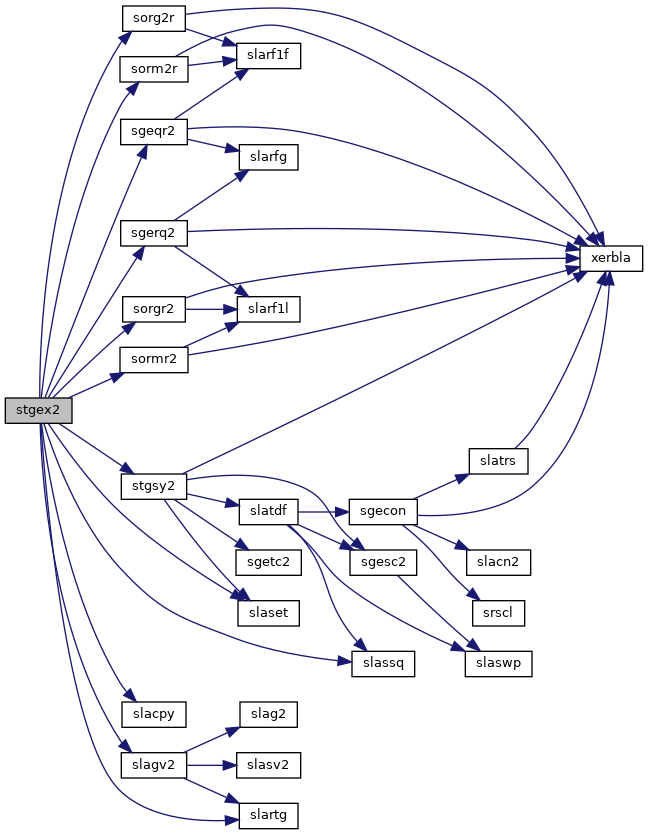 sorg2r
slarf1f
sorm2r
sgeqr2
slarfg
sgerq2
xerbla
sorgr2
slarf1l
sormr2
stgex2
slatrs
stgsy2
slatdf
sgecon
sgetc2
sgesc2
slacn2
slaset
srscl
slassq
slaswp
slacpy
slag2
slagv2
slasv2
slartg